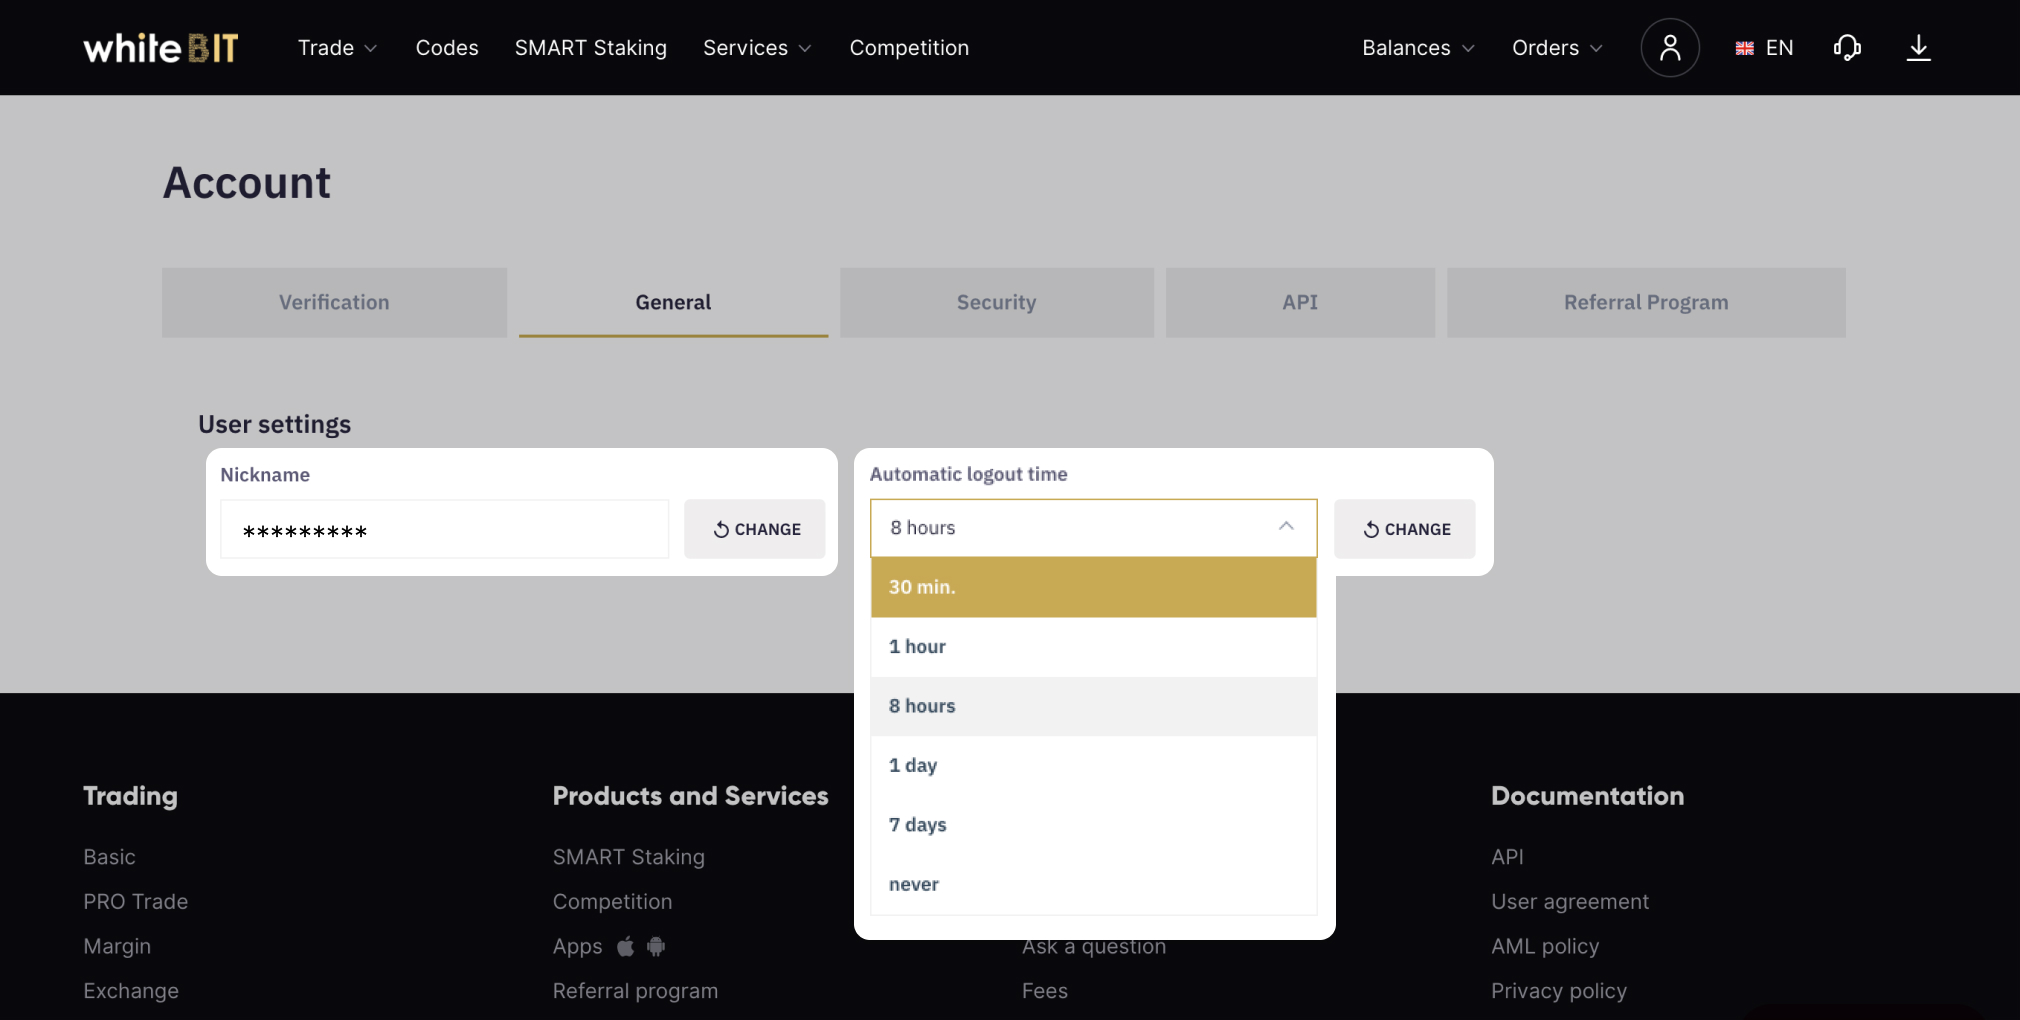 whiteBIT
Trade
Codes
SMART Staking
Services
Competition
Balances
Orders
EN
Account
Verification
General
Security
API
Referral Program
User settings
Nickname
*********
CHANGE
Automatic logout time
8 hours
CHANGE
30 min.
1 hour
8 hours
1 day
7 days
never
Trading
Basic
PRO Trade
Margin
Exchange
Products and Services
SMART Staking
Competition
Apps
Referral program
Ask a question
Fees
Documentation
API
User agreement
AML policy
Privacy policy